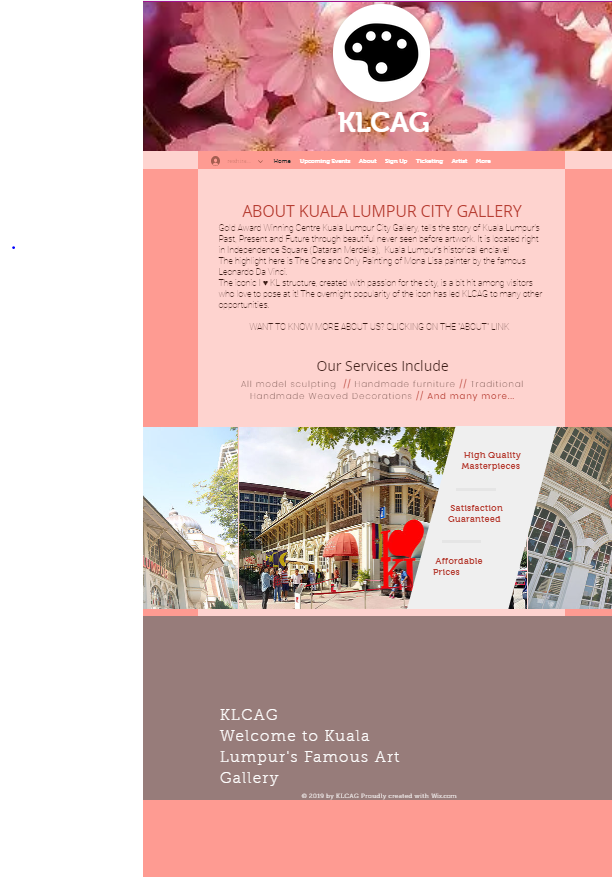 KLCAG
Home Upcoming Events About Sign Up Ticketing Artist More
ABOUT KUALA LUMPUR CITY GALLERY
Gold Award Winning Centre Kuala Lumpur City Gallery, tells the story of Kuala Lumpur's
Past, Present and Future through beautiful never seen before artwork. It is located right
in Independence Square (Dataran Merdeka), Kuala Lumpur's historical enclave!
The highlight here is The One and Only Painting of Mona Lisa painter by the famous
Leonardo Da Vinci.
The iconic I ♥ KL structure, created with passion for the city, is a bit hit among visitors
who love to pose at it! The overnight popularity of the icon has led KLCAG to many other
opportunities.
WANT TO KNOW MORE ABOUT US? CLICKING ON THE "ABOUT" LINK
Our Services Include
All model sculpting // Handmade furniture // Traditional
Handmade Weaved Decorations // And many more...
High Quality
Masterpieces
Satisfaction
Guaranteed
Affordable
Prices
KLCAG
Welcome to Kuala
Lumpur's Famous Art
Gallery
© 2019 by KLCAG Proudly created with Wix.com